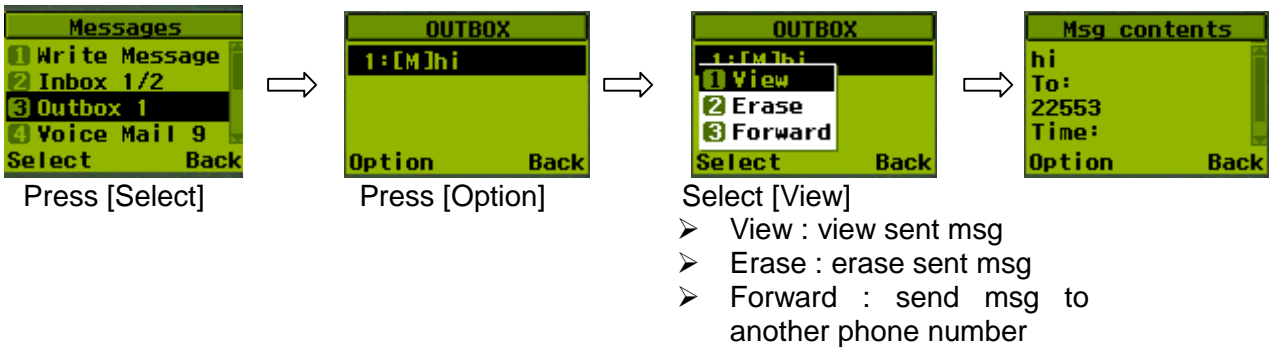 Messages
1 Write Message
2 Inbox 1/2
3 Outbox 1
4 Voice Mail 9
Select Back
Press [Select]
OUTBOX
1:[M]hi
Option Back
Press [Option]
OUTBOX
1:[M]hi
1 View
2 Erase
3 Forward
Select Back
Select [View]
➢ View : view sent msg
➢ Erase : erase sent msg
➢ Forward : send msg to
another phone number
Msg contents
hi
To:
22553
Time:
Option Back